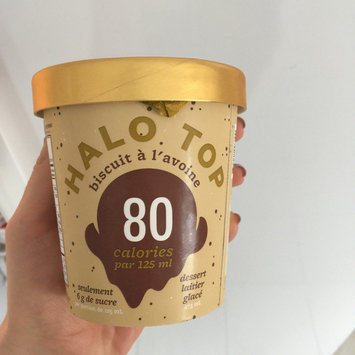 HALO TOP
biscuit à l'avoine
80
calories
par 125 ml
seulement
6 g de sucre
dessert
laitier
glacé